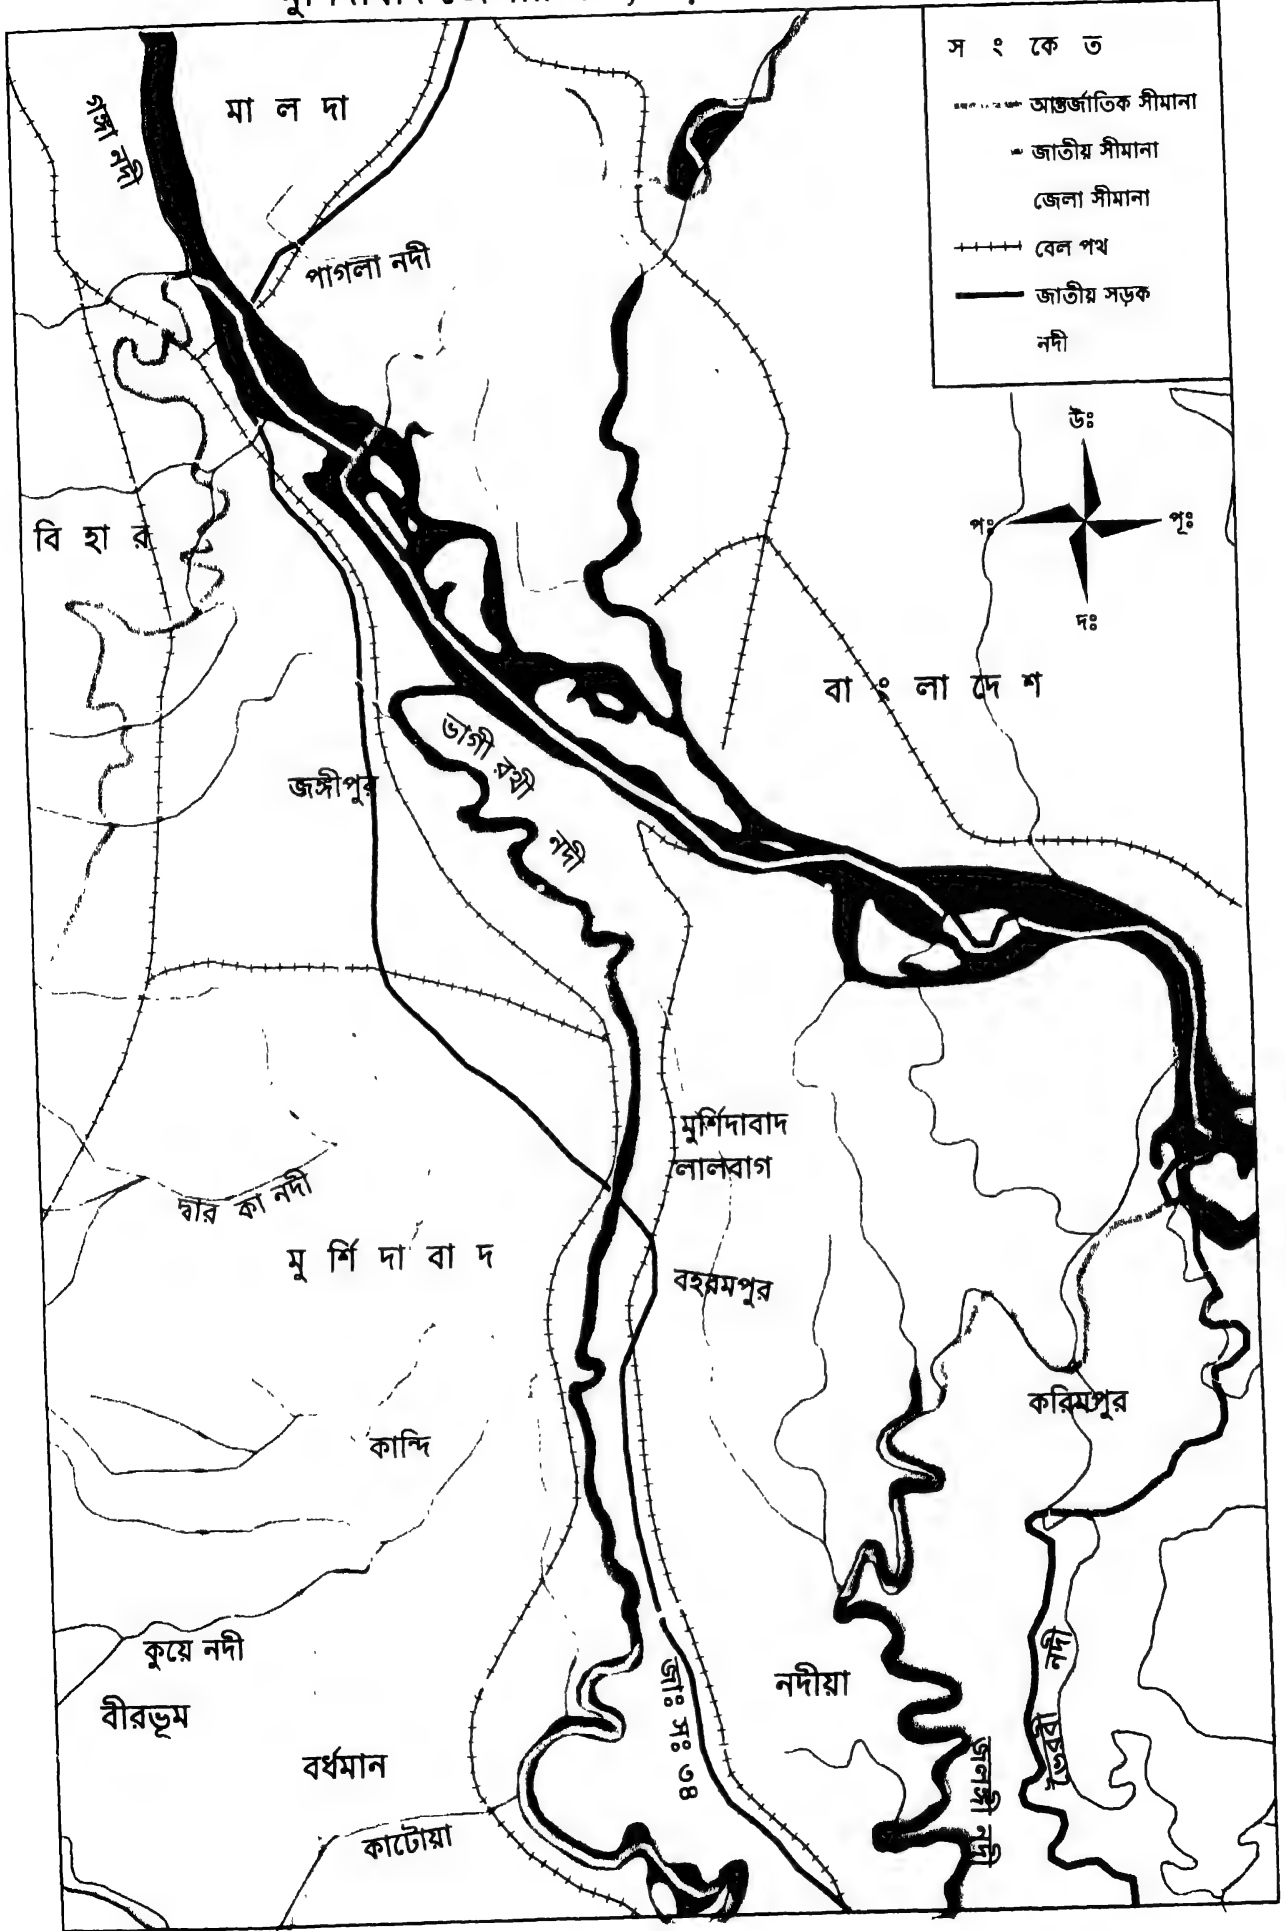 স ং কে ত
আন্তর্জাতিক সীমানা
জাতীয় সীমানা
জেলা সীমানা
রেল পথ
জাতীয় সড়ক
নদী
মা ল দা
গঙ্গা নদী
পাগলা নদী
উঃ
পঃ
পূঃ
দঃ
বি হা র
বা ং লা দে শ
জঙ্গীপুর
ভাগী রথী নদী
মুর্শিদাবাদ
লালবাগ
দ্বার কা নদী
মু র্শি দা বা দ
বহরমপুর
করিমপুর
কান্দি
কুয়ে নদী
বীরভূম
বর্ধমান
কাটোয়া
জাঃ সঃ ৩৪
নদীয়া
জলঙ্গী নদী
নদী